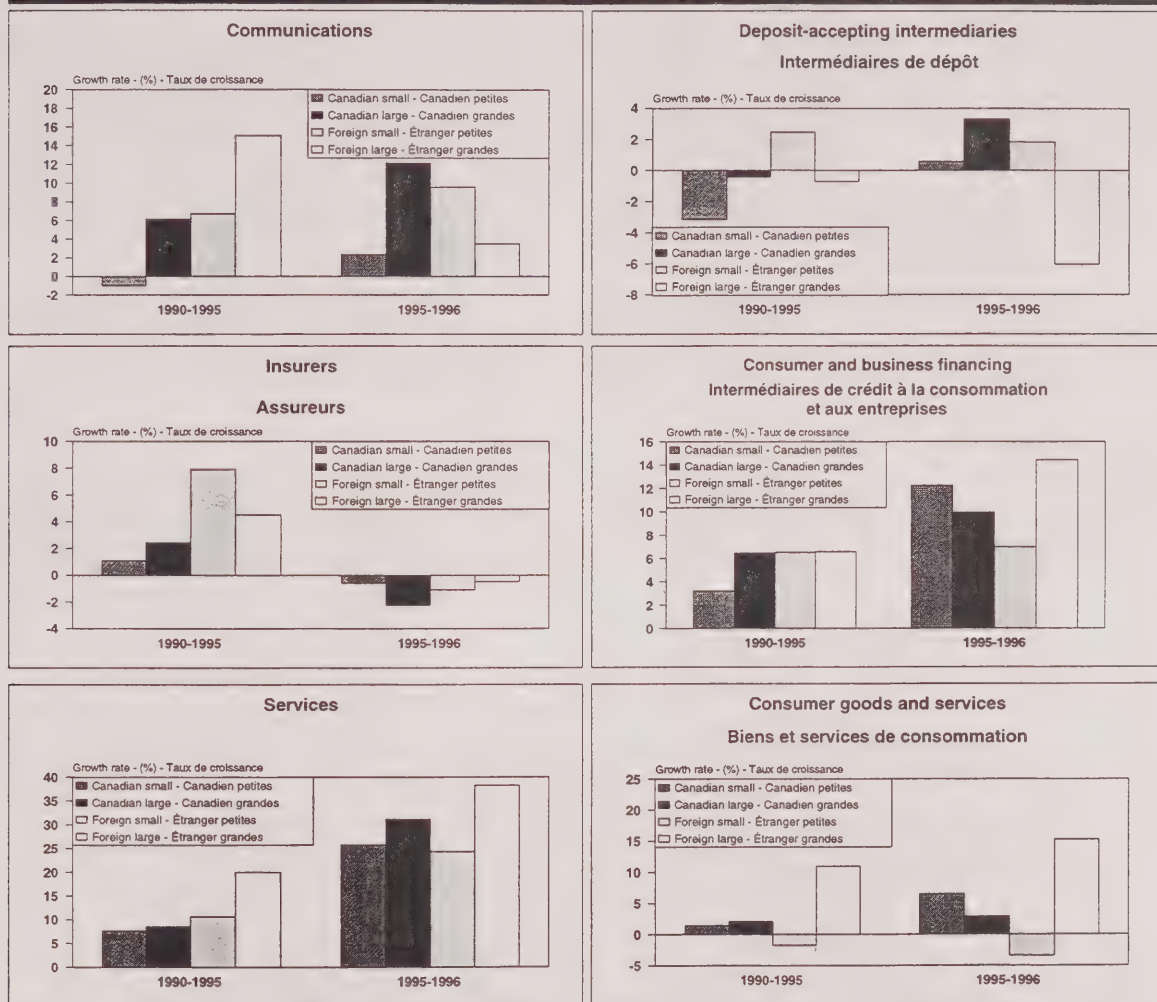 Communications
Growth rate - (%) - Taux de croissance
20
18
16
14
12
10
8
6
4
2
0
-2
Canadian small - Canadien petites
Canadian large - Canadien grandes
Foreign small - Étranger petites
Foreign large - Étranger grandes
1990-1995
1995-1996
Deposit-accepting intermediaries
Intermédiaires de dépôt
Growth rate - (%) - Taux de croissance
4
2
0
-2
-4
-6
-8
Canadian small - Canadien petites
Canadian large - Canadien grandes
Foreign small - Étranger petites
Foreign large - Étranger grandes
1990-1995
1995-1996
Insurers
Assureurs
Growth rate - (%) - Taux de croissance
10
8
6
4
2
0
-2
-4
Canadian small - Canadien petites
Canadian large - Canadien grandes
Foreign small - Étranger petites
Foreign large - Étranger grandes
1990-1995
1995-1996
Consumer and business financing
Intermédiaires de crédit à la consommation
et aux entreprises
Growth rate - (%) - Taux de croissance
16
14
12
10
8
6
4
2
0
Canadian small - Canadien petites
Canadian large - Canadien grandes
Foreign small - Étranger petites
Foreign large - Étranger grandes
1990-1995
1995-1996
Services
Growth rate - (%) - Taux de croissance
40
35
30
25
20
15
10
5
0
Canadian small - Canadien petites
Canadian large - Canadien grandes
Foreign small - Étranger petites
Foreign large - Étranger grandes
1990-1995
1995-1996
Consumer goods and services
Biens et services de consommation
Growth rate - (%) - Taux de croissance
25
20
15
10
5
0
-5
Canadian small - Canadien petites
Canadian large - Canadien grandes
Foreign small - Étranger petites
Foreign large - Étranger grandes
1990-1995
1995-1996